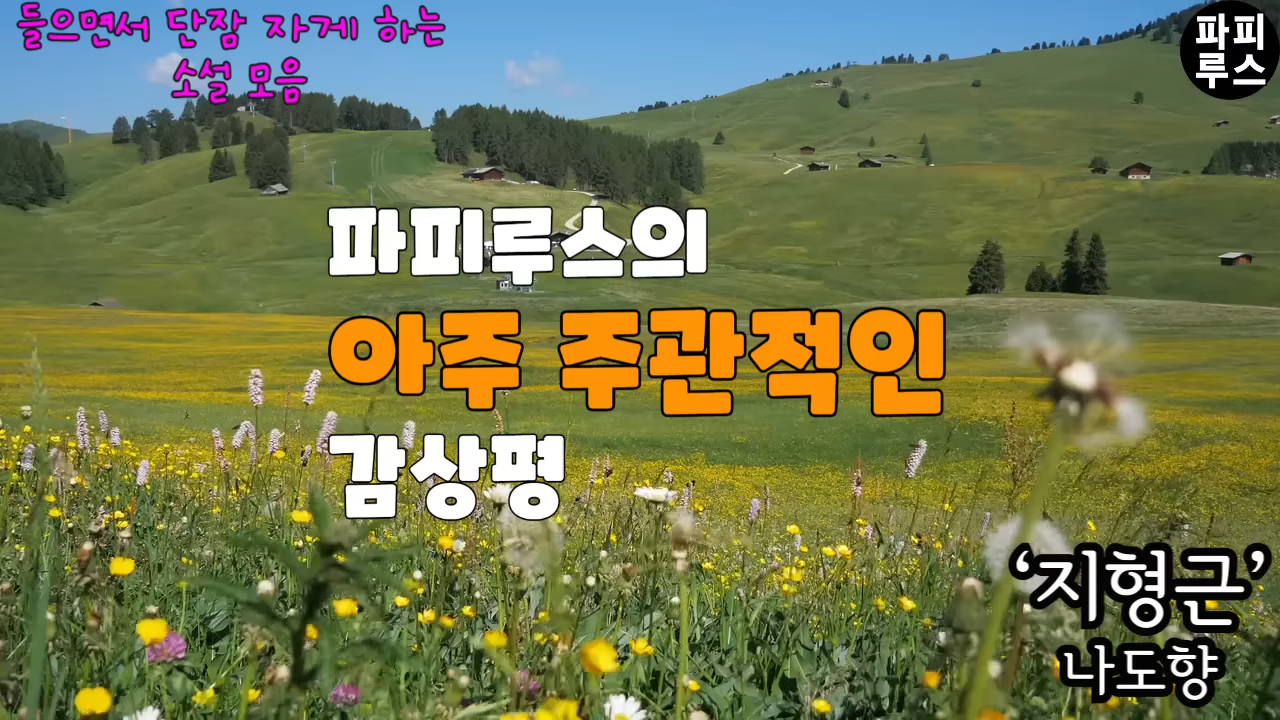 들으면서 단잠 자게 하는
소설 모음
파피
루스
파피루스의
아주 주관적인
감상평
‘지형근’
나도향